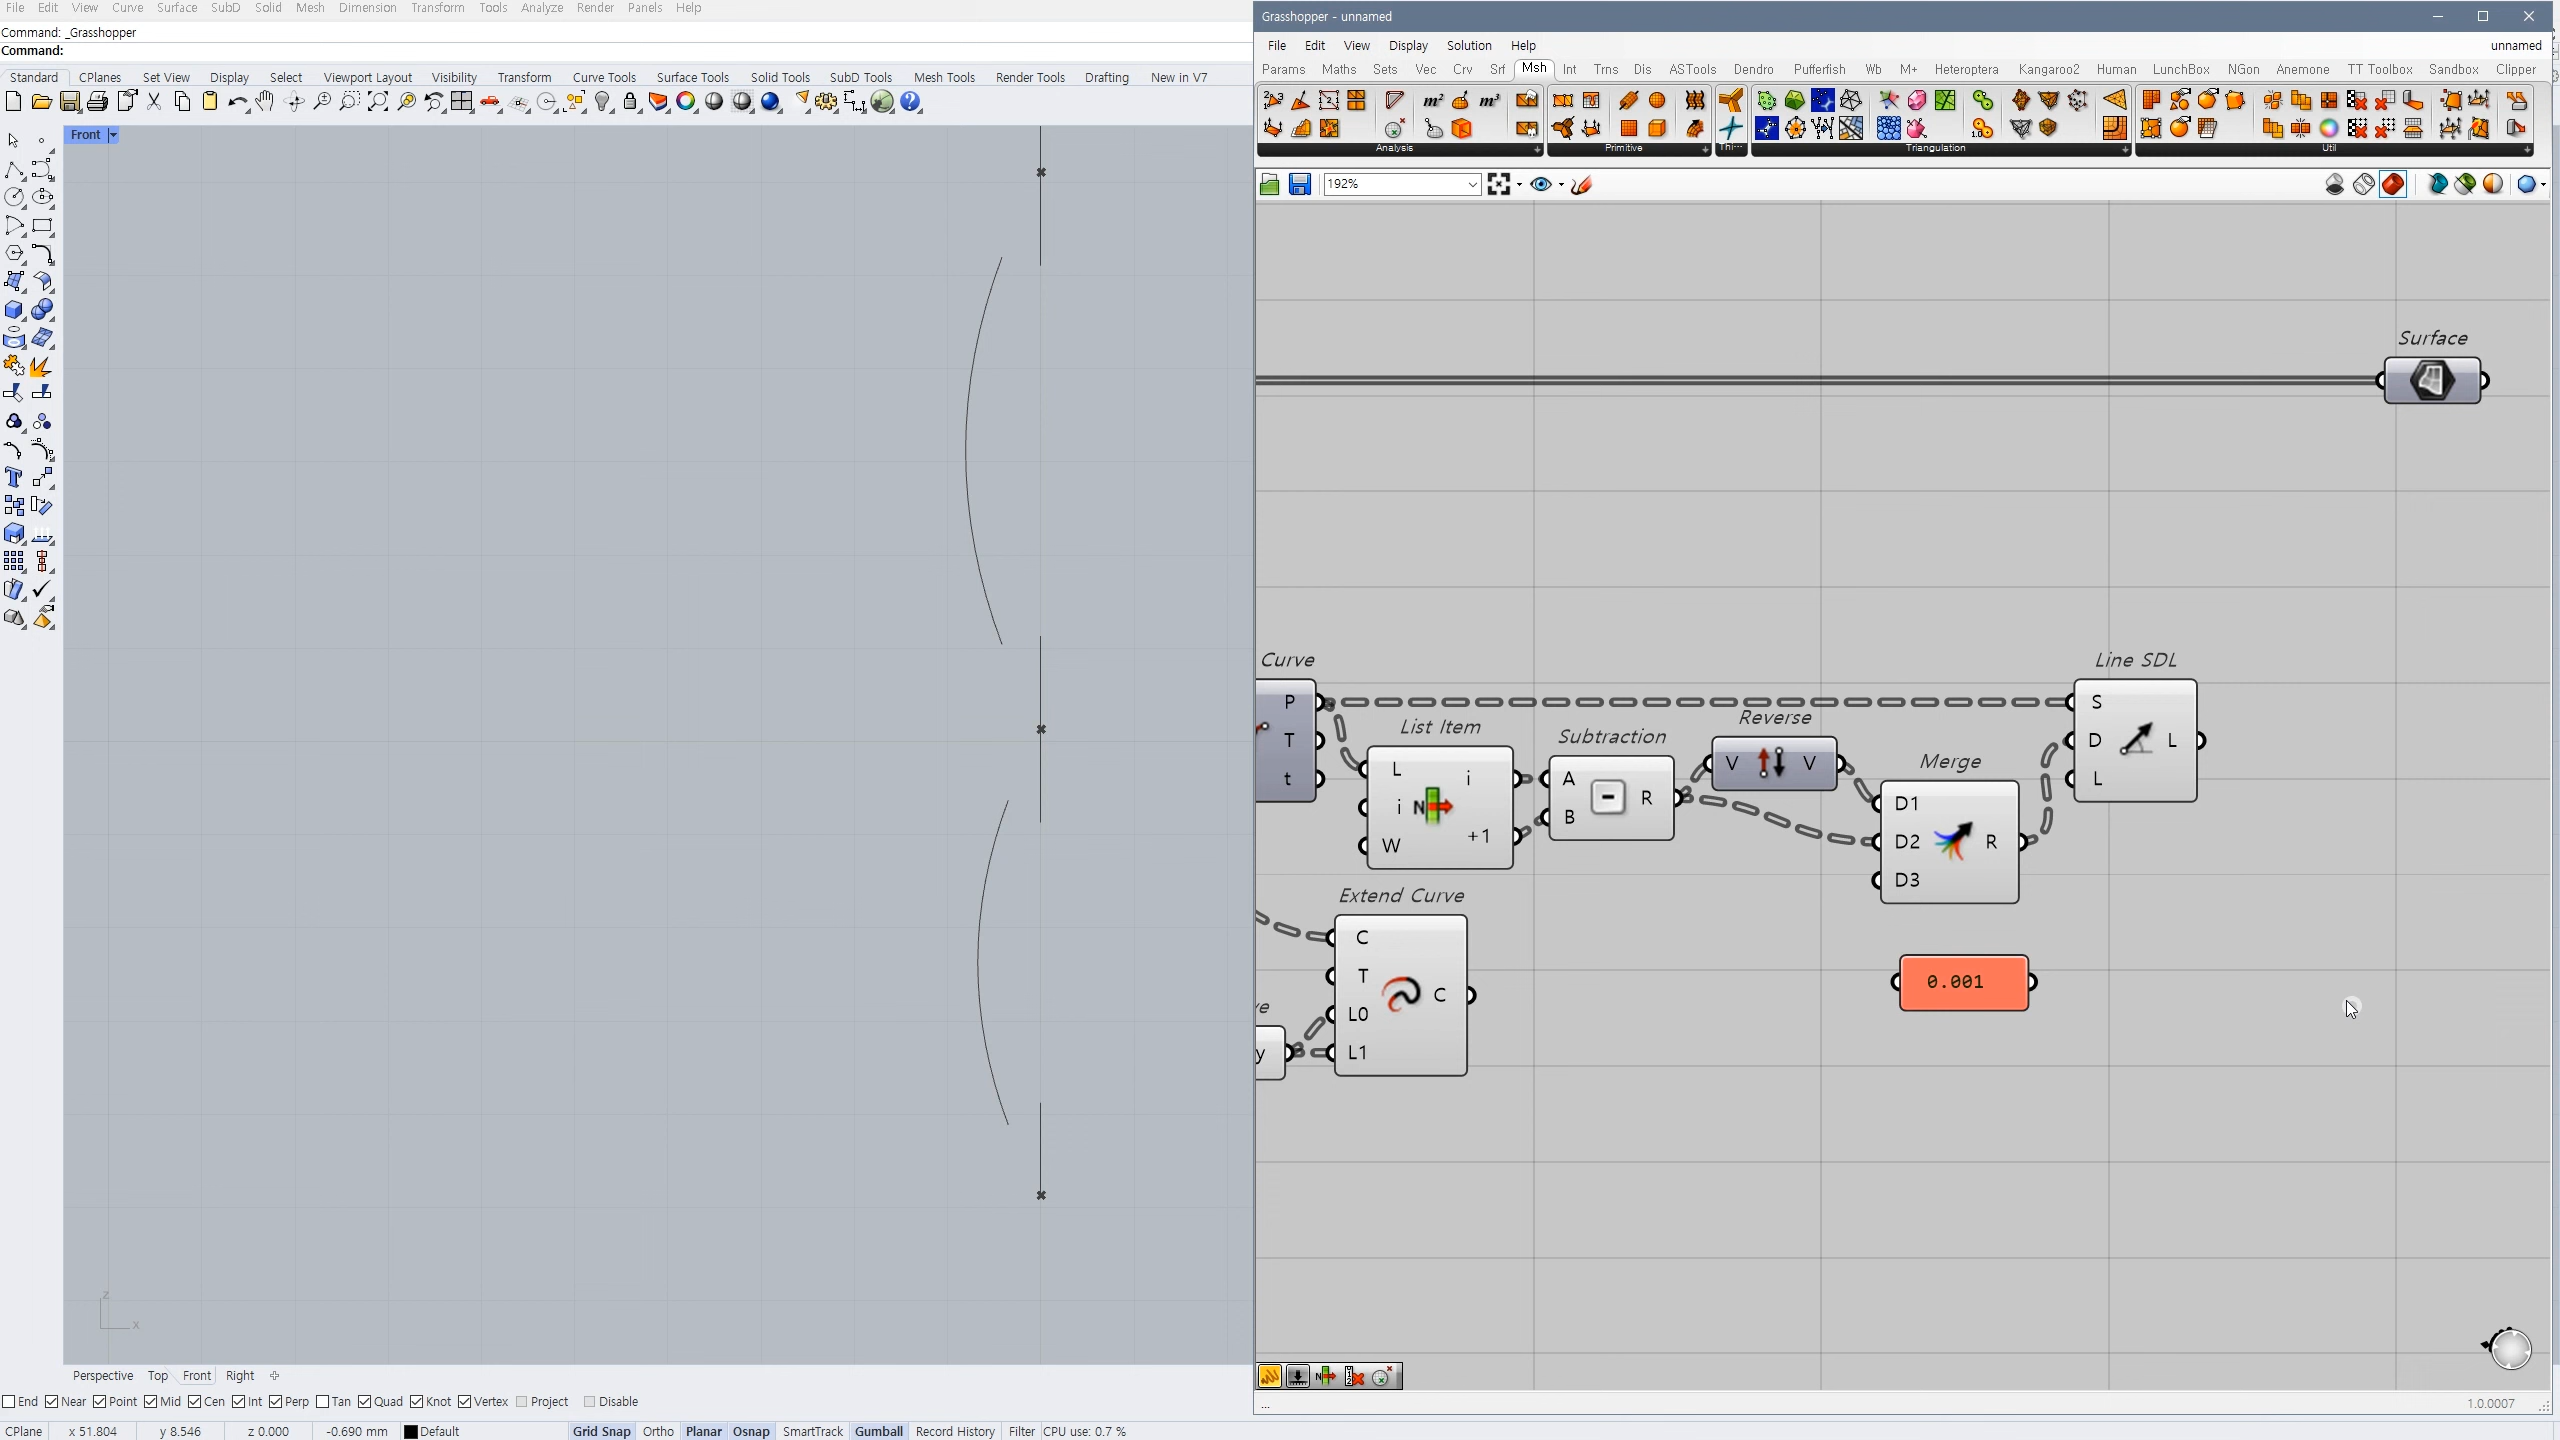 File Edit View Curve Surface SubD Solid Mesh Dimension Transform Tools Analyze Render Panels Help
Command: _Grasshopper
Command:
Standard CPlanes Set View Display Select Viewport Layout Visibility Transform Curve Tools Surface Tools Solid Tools SubD Tools Mesh Tools Render Tools Drafting New in V7
Front
z
x
Perspective Top Front Right
End Near Point Mid Cen Int Perp Tan Quad Knot Vertex Project Disable
CPlane x 51.804 y 8.546 z 0.000 -0.690 mm Default Grid Snap Ortho Planar Osnap SmartTrack Gumball Record History Filter CPU use: 0.7 %
Grasshopper - unnamed
File Edit View Display Solution Help
unnamed
Params Maths Sets Vec Crv Srf Msh Int Trns Dis ASTools Dendro Pufferfish Wb M+ Heteroptera Kangaroo2 Human LunchBox NGon Anemone TT Toolbox Sandbox Clipper
Analysis Primitive Thi... Triangulation Util
192%
Surface
Curve
P
T
t
List Item
L
i
W
i
+1
Subtraction
A
B
R
Reverse
V V
Merge
D1
D2
D3
R
Line SDL
S
D
L
L
Extend Curve
C
T
L0
L1
C
y
0.001
...
1.0.0007